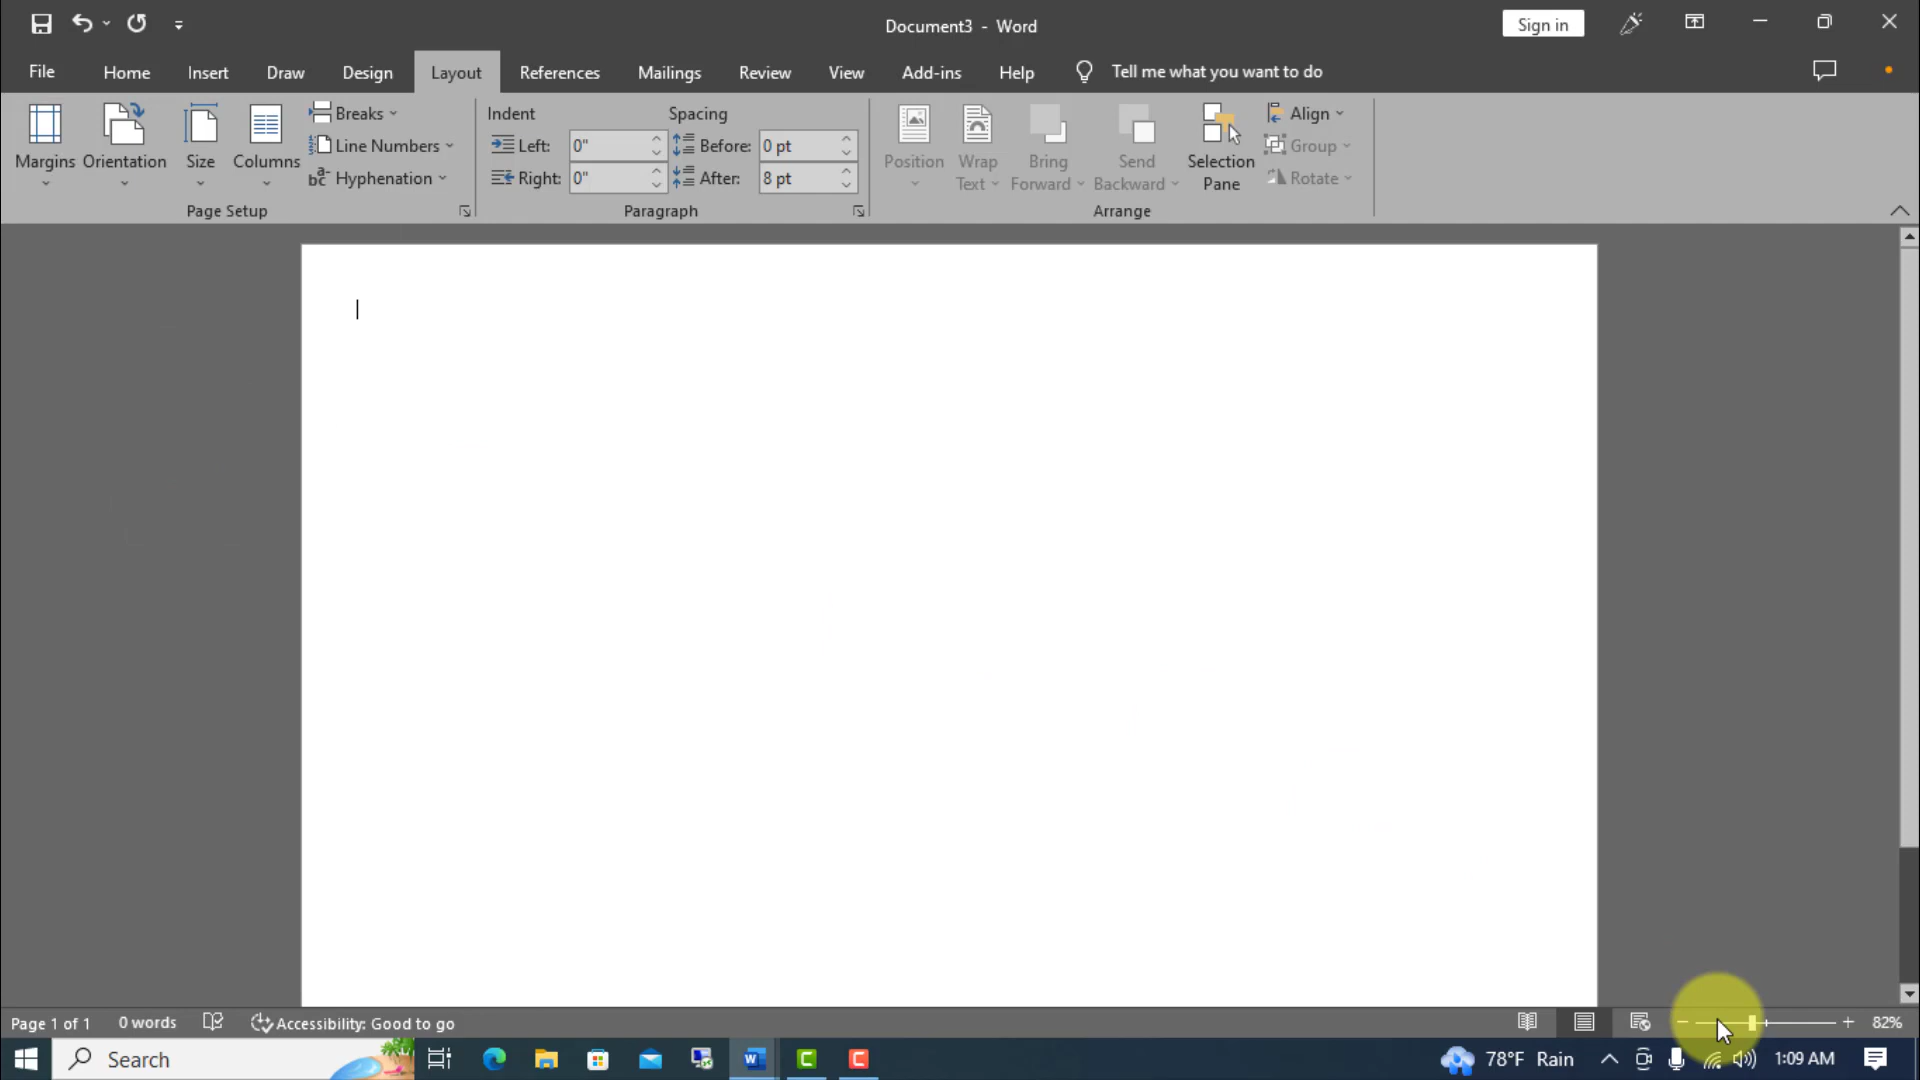 Document3 - Word
Sign in
File Home Insert Draw Design Layout References Mailings Review View Add-ins Help Tell me what you want to do
Margins
Orientation
Size
Columns
Breaks
Line Numbers
Hyphenation
Page Setup
Indent
Left: 0"
Right: 0"
Spacing
Before: 0 pt
After: 8 pt
Paragraph
Position
Wrap
Text
Bring
Forward
Send
Backward
Selection
Pane
Align
Group
Rotate
Arrange
Page 1 of 1 0 words Accessibility: Good to go 82%
Search 78°F Rain 1:09 AM